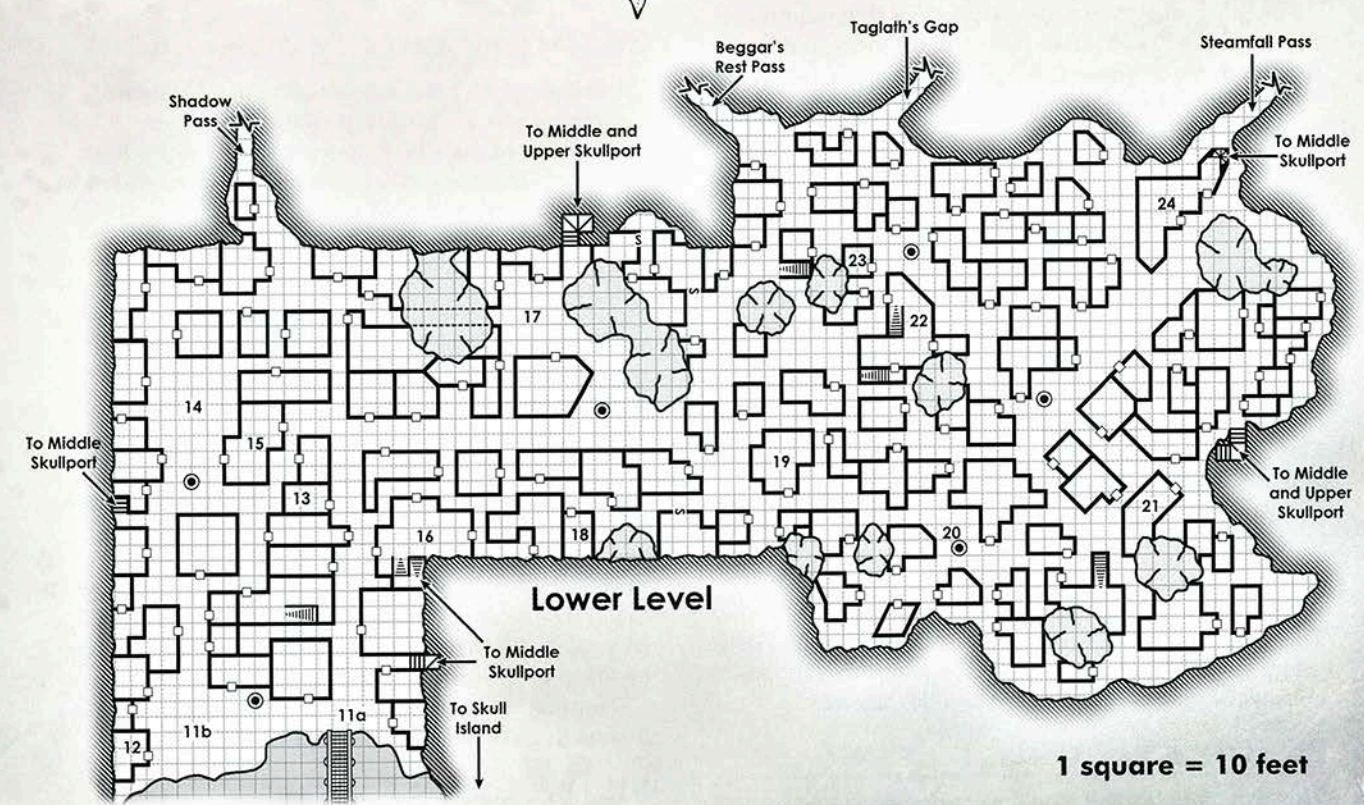 Taglath's Gap
Beggar's
Rest Pass
Steamfall Pass
Shadow
Pass
To Middle and
Upper Skullport
To Middle
Skullport
24
23
S
S
17
22
14
To Middle
Skullport
15
19
13
To Middle
and Upper
Skullport
21
S
16
18
20
Lower Level
To Middle
Skullport
To Skull
Island
11a
11b
12
1 square = 10 feet